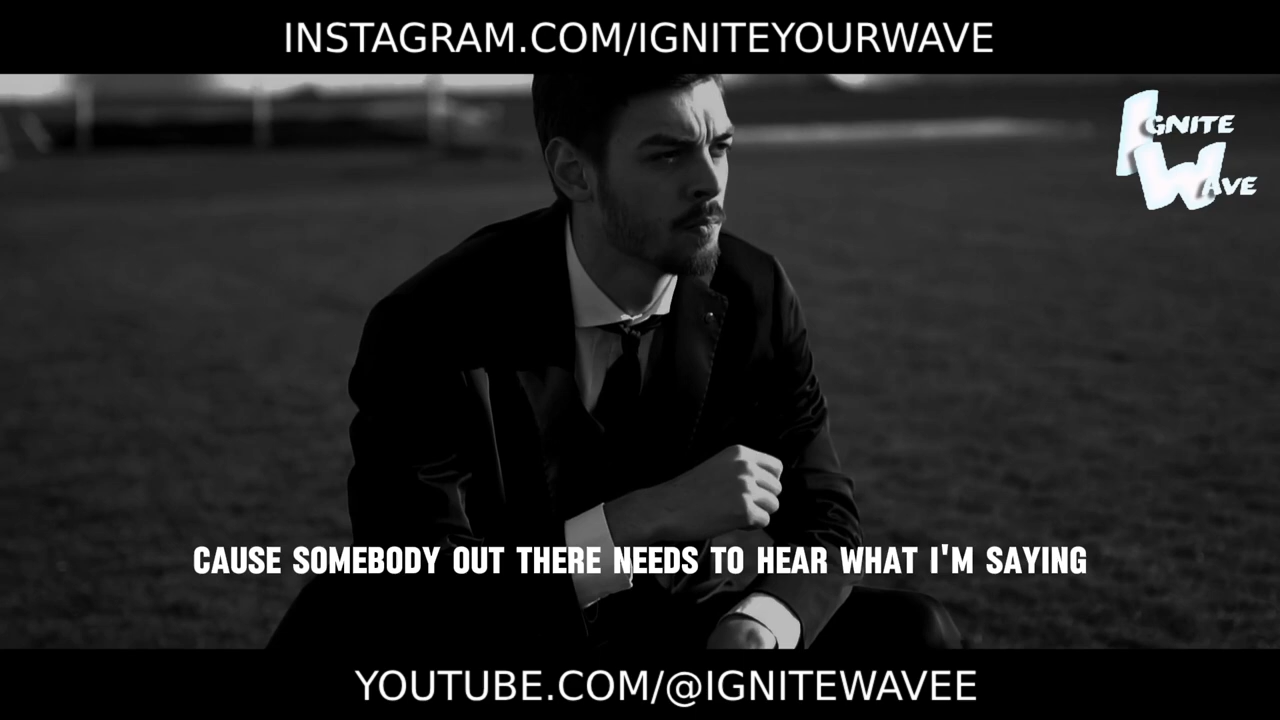 INSTAGRAM.COM/IGNITEYOURWAVE
IGNITE
WAVE
CAUSE SOMEBODY OUT THERE NEEDS TO HEAR WHAT I'M SAYING
YOUTUBE.COM/@IGNITEWAVEE